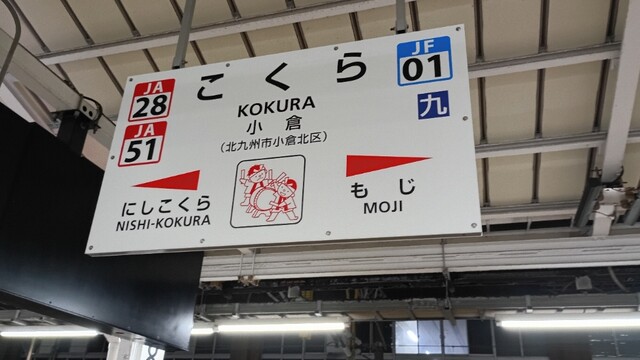 JA
28
JA
51
こくら
KOKURA
小倉
(北九州市小倉北区)
JF
01
九
にしこくら
NISHI-KOKURA
もじ
MOJI